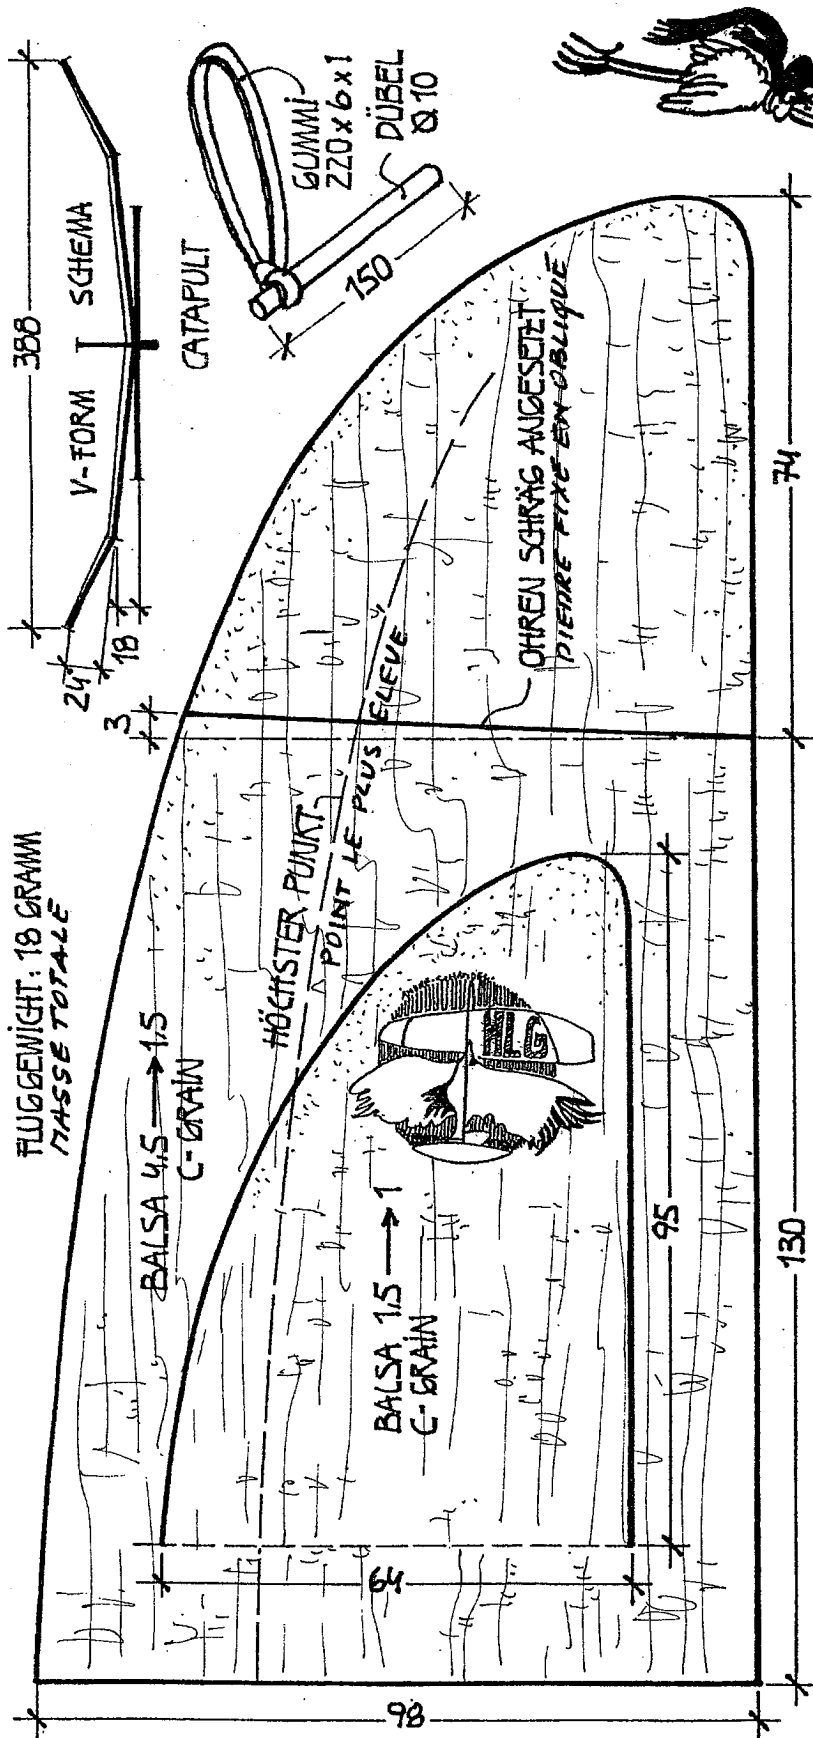 388
V-FORM
SCHEMA
24
18
3
CATAPULT
GUMMI
220 x 6 x 1
DÜBEL
Ø 10
150
FLUGGEWICHT: 18 GRAMM
MASSE TOTALE
BALSA 4,5 → 1.5
C-GRAIN
HÖCHSTER PUNKT
POINT LE PLUS ELEVE
OHREN SCHRÄG ANGESETZT
DIEDRE FIXE EN OBLIQUE
BALSA 1.5 → 1
C-GRAIN
HLG
64
95
98
130
74